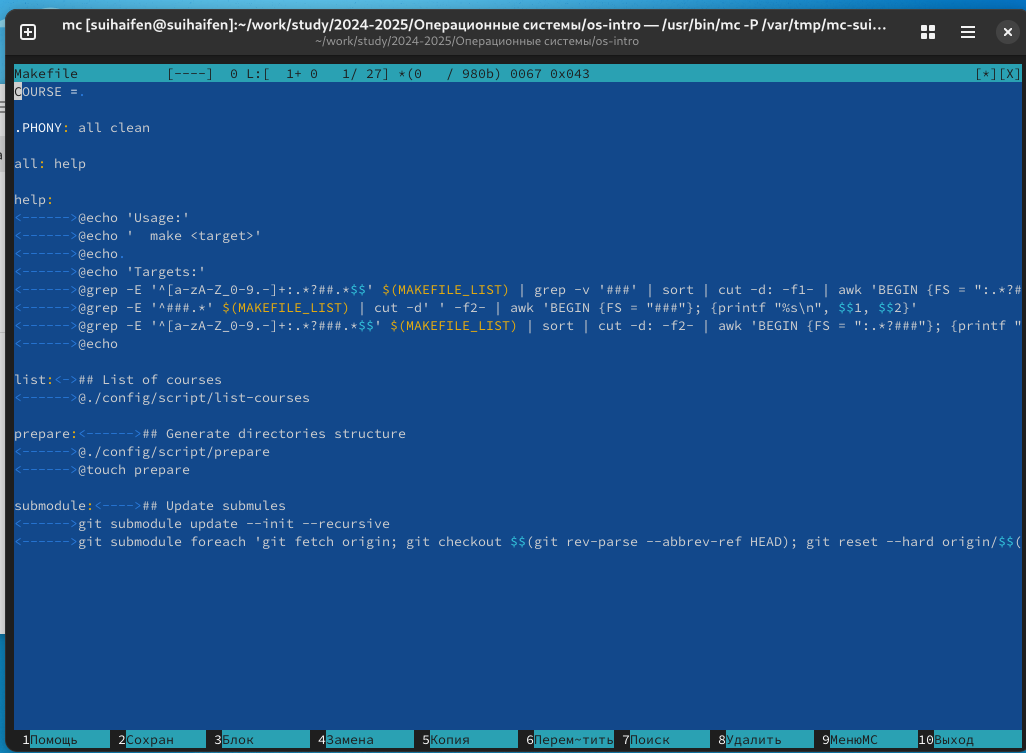 mc [suihaifen@suihaifen]:~/work/study/2024-2025/Операционные системы/os-intro — /usr/bin/mc -P /var/tmp/mc-sui…
~/work/study/2024-2025/Операционные системы/os-intro
Makefile [----] 0 L:[ 1+ 0 1/ 27] *(0 / 980b) 0067 0x043 [*][X]
COURSE =.
.PHONY: all clean
all: help
help:
<------>@echo 'Usage:'
<------>@echo '  make <target>'
<------>@echo.
<------>@echo 'Targets:'
<------>@grep -E '^[a-zA-Z_0-9.-]+:.*?##.*$$' $(MAKEFILE_LIST) | grep -v '###' | sort | cut -d: -f1- | awk 'BEGIN {FS = ":.*?#
<------>@grep -E '^###.*' $(MAKEFILE_LIST) | cut -d' ' -f2- | awk 'BEGIN {FS = "###"}; {printf "%s\n", $$1, $$2}'
<------>@grep -E '^[a-zA-Z_0-9.-]+:.*?###.*$$' $(MAKEFILE_LIST) | sort | cut -d: -f2- | awk 'BEGIN {FS = ":.*?###"}; {printf "
<------>@echo
list:<->## List of courses
<------>@./config/script/list-courses
prepare:<------>## Generate directories structure
<------>@./config/script/prepare
<------>@touch prepare
submodule:<---->## Update submules
<------>git submodule update --init --recursive
<------>git submodule foreach 'git fetch origin; git checkout $$(git rev-parse --abbrev-ref HEAD); git reset --hard origin/$$(
1Помощь 2Сохран 3Блок 4Замена 5Копия 6Перем~тить 7Поиск 8Удалить 9МенюMC 10Выход